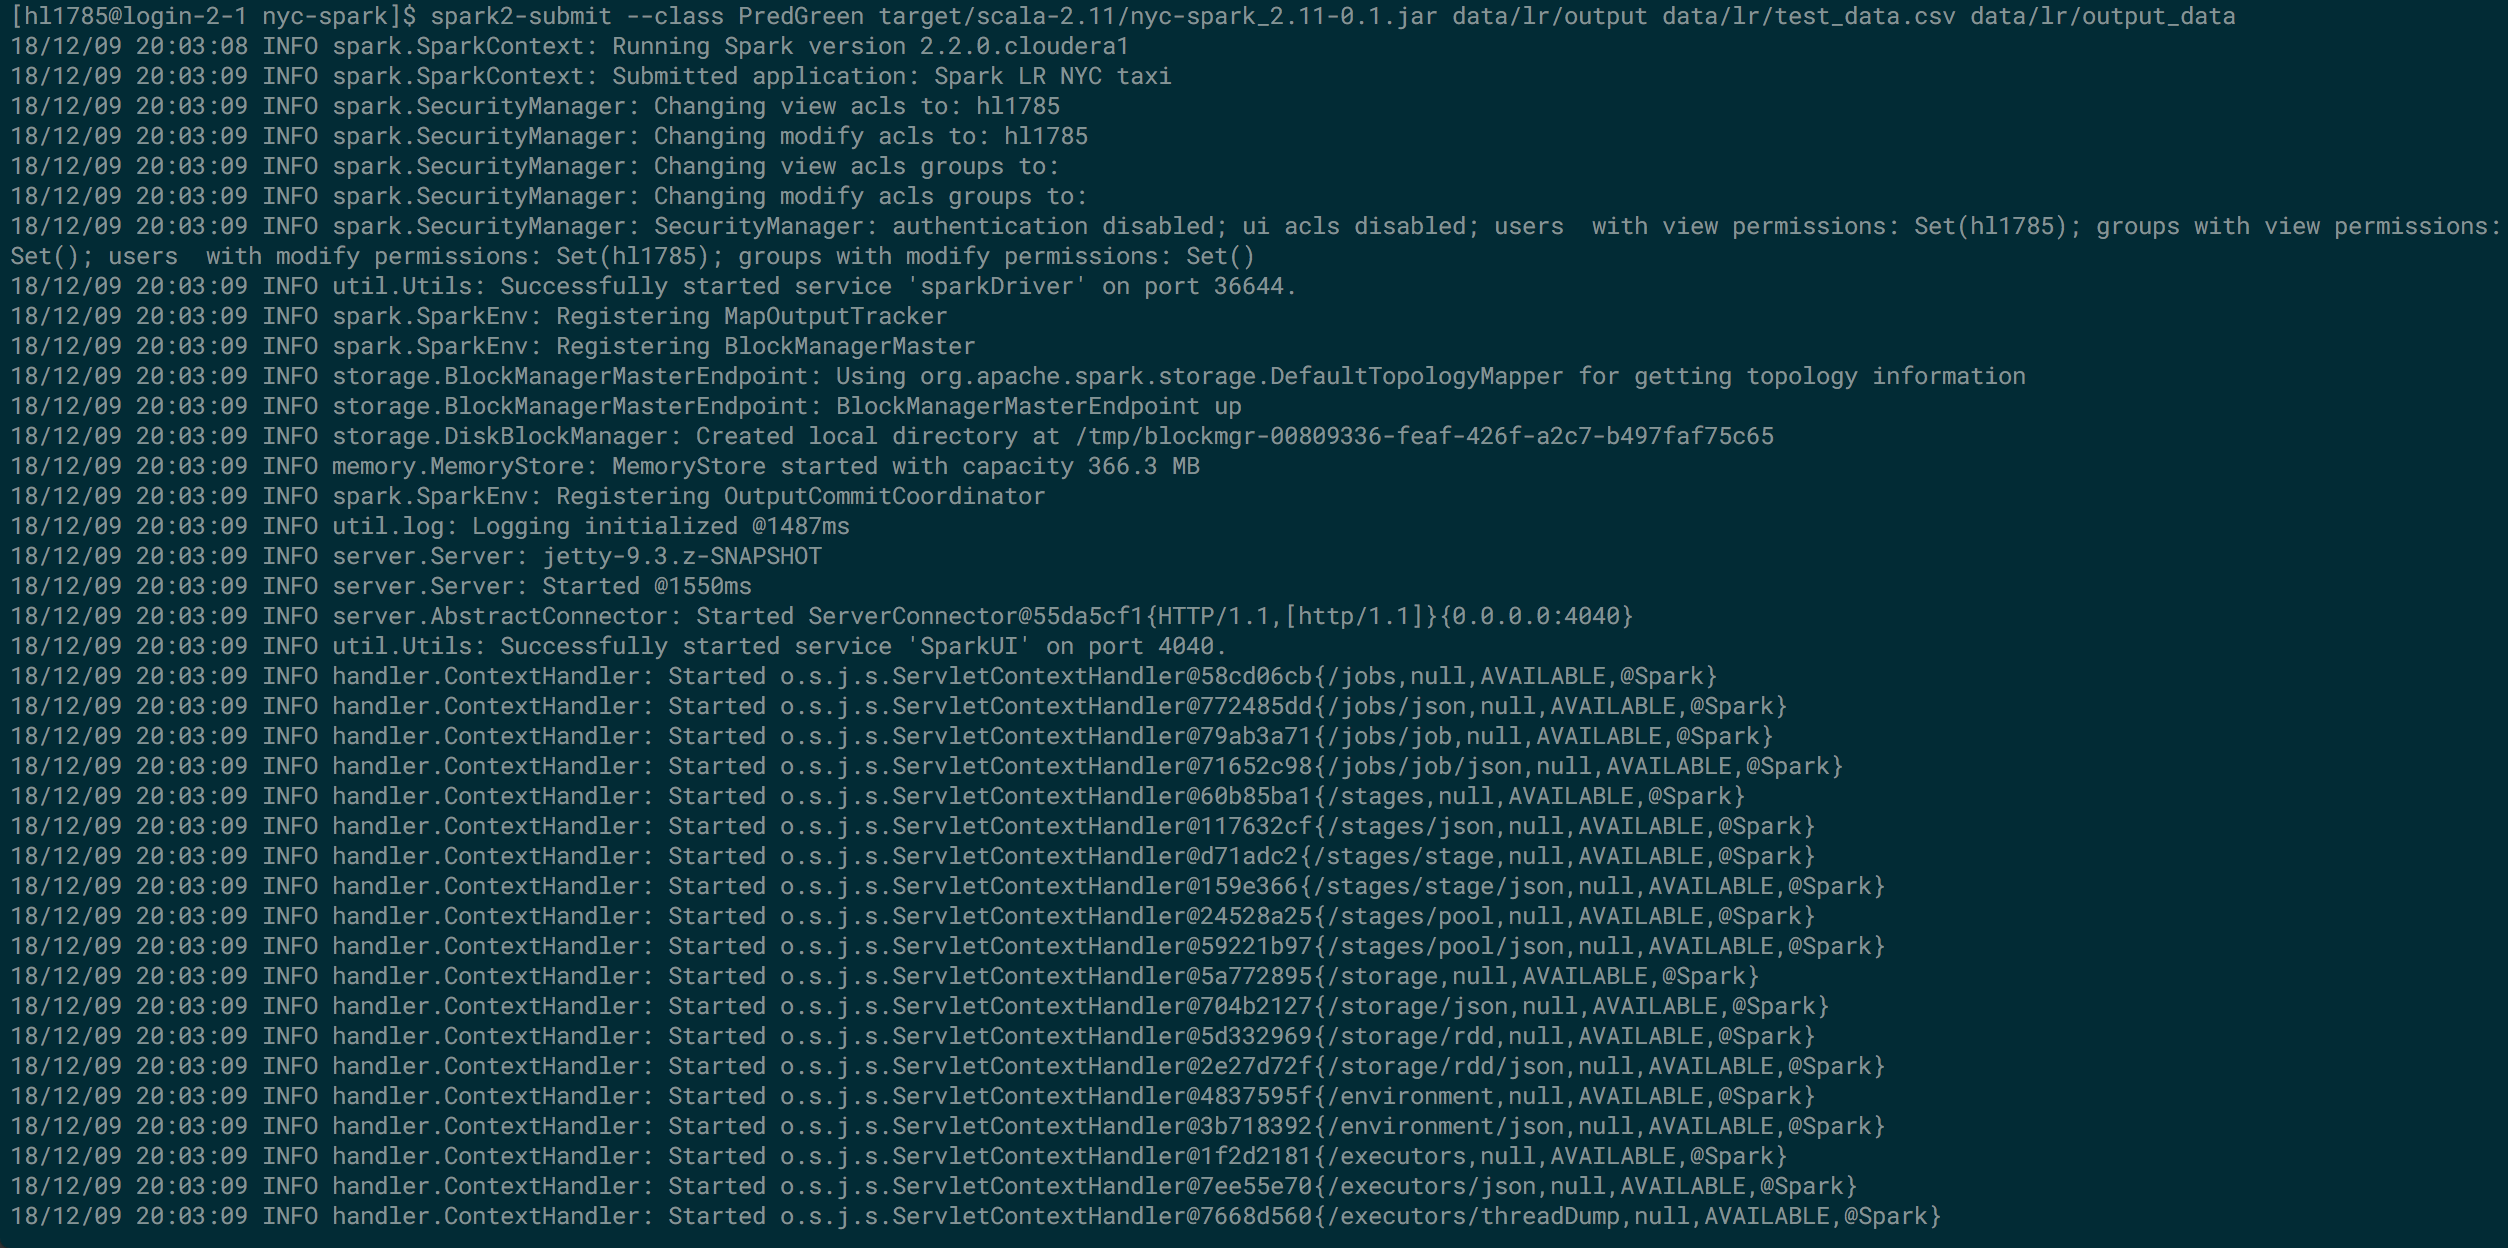 [hl1785@login-2-1 nyc-spark]$ spark2-submit --class PredGreen target/scala-2.11/nyc-spark_2.11-0.1.jar data/lr/output data/lr/test_data.csv data/lr/output_data
18/12/09 20:03:08 INFO spark.SparkContext: Running Spark version 2.2.0.cloudera1
18/12/09 20:03:09 INFO spark.SparkContext: Submitted application: Spark LR NYC taxi
18/12/09 20:03:09 INFO spark.SecurityManager: Changing view acls to: hl1785
18/12/09 20:03:09 INFO spark.SecurityManager: Changing modify acls to: hl1785
18/12/09 20:03:09 INFO spark.SecurityManager: Changing view acls groups to:
18/12/09 20:03:09 INFO spark.SecurityManager: Changing modify acls groups to:
18/12/09 20:03:09 INFO spark.SecurityManager: SecurityManager: authentication disabled; ui acls disabled; users  with view permissions: Set(hl1785); groups with view permissions:
Set(); users  with modify permissions: Set(hl1785); groups with modify permissions: Set()
18/12/09 20:03:09 INFO util.Utils: Successfully started service 'sparkDriver' on port 36644.
18/12/09 20:03:09 INFO spark.SparkEnv: Registering MapOutputTracker
18/12/09 20:03:09 INFO spark.SparkEnv: Registering BlockManagerMaster
18/12/09 20:03:09 INFO storage.BlockManagerMasterEndpoint: Using org.apache.spark.storage.DefaultTopologyMapper for getting topology information
18/12/09 20:03:09 INFO storage.BlockManagerMasterEndpoint: BlockManagerMasterEndpoint up
18/12/09 20:03:09 INFO storage.DiskBlockManager: Created local directory at /tmp/blockmgr-00809336-feaf-426f-a2c7-b497faf75c65
18/12/09 20:03:09 INFO memory.MemoryStore: MemoryStore started with capacity 366.3 MB
18/12/09 20:03:09 INFO spark.SparkEnv: Registering OutputCommitCoordinator
18/12/09 20:03:09 INFO util.log: Logging initialized @1487ms
18/12/09 20:03:09 INFO server.Server: jetty-9.3.z-SNAPSHOT
18/12/09 20:03:09 INFO server.Server: Started @1550ms
18/12/09 20:03:09 INFO server.AbstractConnector: Started ServerConnector@55da5cf1{HTTP/1.1,[http/1.1]}{0.0.0.0:4040}
18/12/09 20:03:09 INFO util.Utils: Successfully started service 'SparkUI' on port 4040.
18/12/09 20:03:09 INFO handler.ContextHandler: Started o.s.j.s.ServletContextHandler@58cd06cb{/jobs,null,AVAILABLE,@Spark}
18/12/09 20:03:09 INFO handler.ContextHandler: Started o.s.j.s.ServletContextHandler@772485dd{/jobs/json,null,AVAILABLE,@Spark}
18/12/09 20:03:09 INFO handler.ContextHandler: Started o.s.j.s.ServletContextHandler@79ab3a71{/jobs/job,null,AVAILABLE,@Spark}
18/12/09 20:03:09 INFO handler.ContextHandler: Started o.s.j.s.ServletContextHandler@71652c98{/jobs/job/json,null,AVAILABLE,@Spark}
18/12/09 20:03:09 INFO handler.ContextHandler: Started o.s.j.s.ServletContextHandler@60b85ba1{/stages,null,AVAILABLE,@Spark}
18/12/09 20:03:09 INFO handler.ContextHandler: Started o.s.j.s.ServletContextHandler@117632cf{/stages/json,null,AVAILABLE,@Spark}
18/12/09 20:03:09 INFO handler.ContextHandler: Started o.s.j.s.ServletContextHandler@d71adc2{/stages/stage,null,AVAILABLE,@Spark}
18/12/09 20:03:09 INFO handler.ContextHandler: Started o.s.j.s.ServletContextHandler@159e366{/stages/stage/json,null,AVAILABLE,@Spark}
18/12/09 20:03:09 INFO handler.ContextHandler: Started o.s.j.s.ServletContextHandler@24528a25{/stages/pool,null,AVAILABLE,@Spark}
18/12/09 20:03:09 INFO handler.ContextHandler: Started o.s.j.s.ServletContextHandler@59221b97{/stages/pool/json,null,AVAILABLE,@Spark}
18/12/09 20:03:09 INFO handler.ContextHandler: Started o.s.j.s.ServletContextHandler@5a772895{/storage,null,AVAILABLE,@Spark}
18/12/09 20:03:09 INFO handler.ContextHandler: Started o.s.j.s.ServletContextHandler@704b2127{/storage/json,null,AVAILABLE,@Spark}
18/12/09 20:03:09 INFO handler.ContextHandler: Started o.s.j.s.ServletContextHandler@5d332969{/storage/rdd,null,AVAILABLE,@Spark}
18/12/09 20:03:09 INFO handler.ContextHandler: Started o.s.j.s.ServletContextHandler@2e27d72f{/storage/rdd/json,null,AVAILABLE,@Spark}
18/12/09 20:03:09 INFO handler.ContextHandler: Started o.s.j.s.ServletContextHandler@4837595f{/environment,null,AVAILABLE,@Spark}
18/12/09 20:03:09 INFO handler.ContextHandler: Started o.s.j.s.ServletContextHandler@3b718392{/environment/json,null,AVAILABLE,@Spark}
18/12/09 20:03:09 INFO handler.ContextHandler: Started o.s.j.s.ServletContextHandler@1f2d2181{/executors,null,AVAILABLE,@Spark}
18/12/09 20:03:09 INFO handler.ContextHandler: Started o.s.j.s.ServletContextHandler@7ee55e70{/executors/json,null,AVAILABLE,@Spark}
18/12/09 20:03:09 INFO handler.ContextHandler: Started o.s.j.s.ServletContextHandler@7668d560{/executors/threadDump,null,AVAILABLE,@Spark}